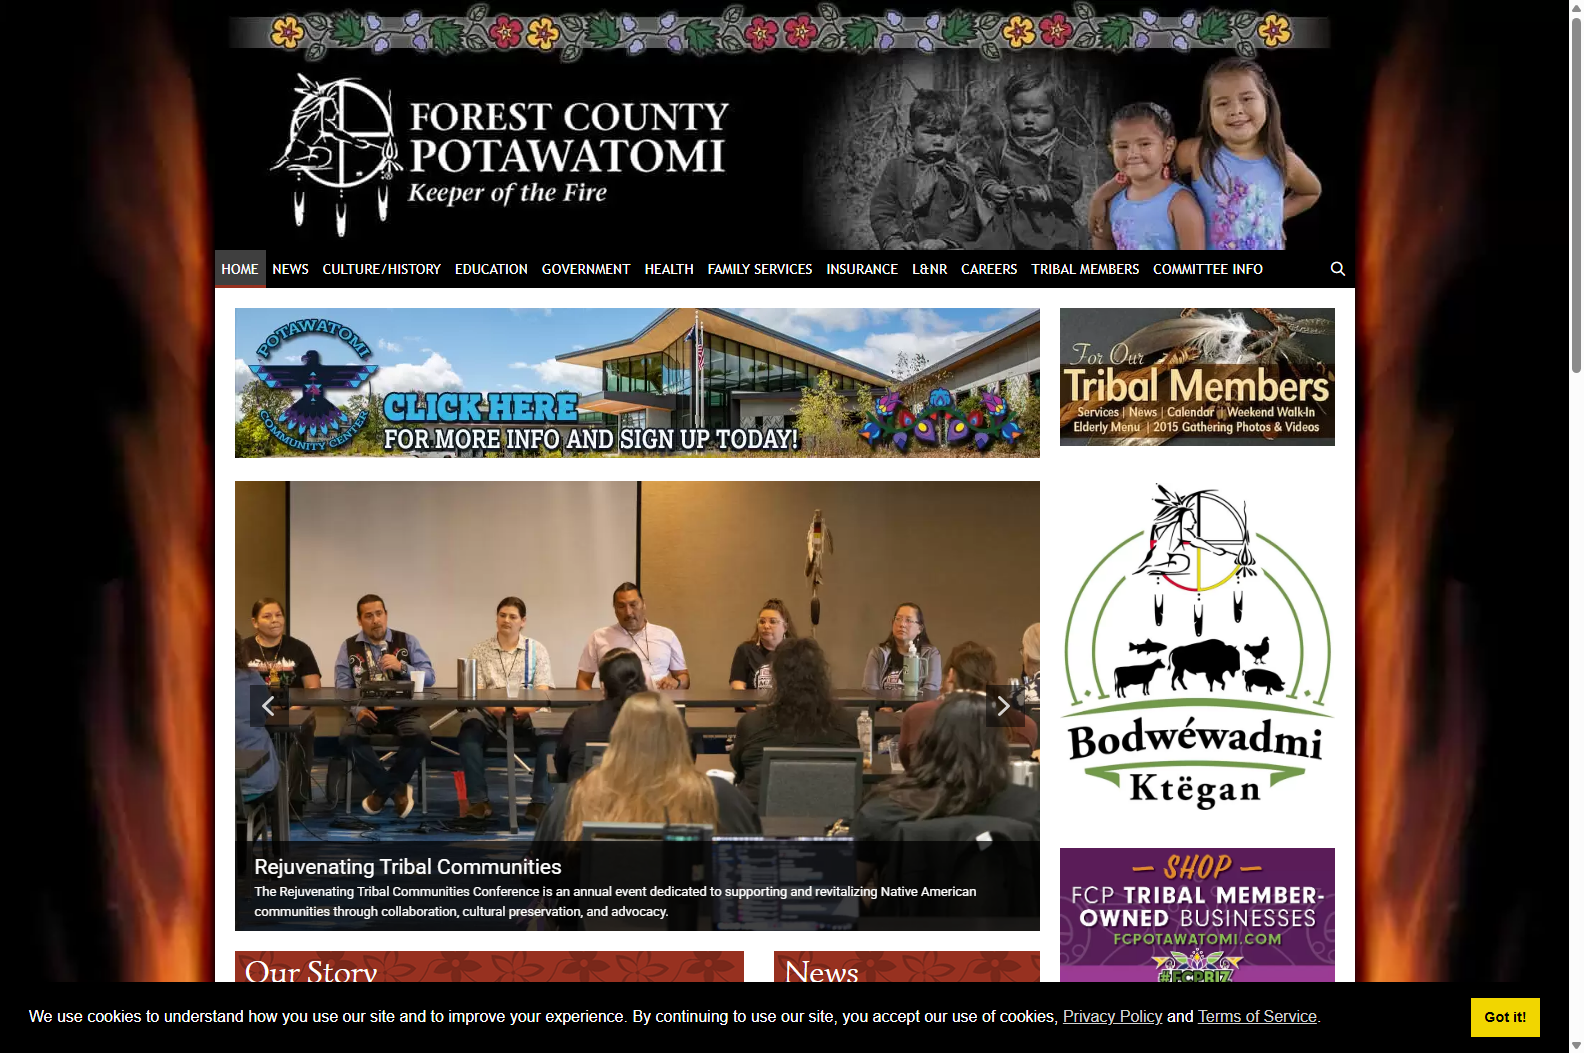 FOREST COUNTY
POTAWATOMI
Keeper of the Fire
HOME NEWS CULTURE/HISTORY EDUCATION GOVERNMENT HEALTH FAMILY SERVICES INSURANCE L&NR CAREERS TRIBAL MEMBERS COMMITTEE INFO
POTAWATOMI
COMMUNITY CENTER
CLICK HERE
FOR MORE INFO AND SIGN UP TODAY!
For Our
Tribal Members
Services | News | Calendar | Weekend Walk-In
Elderly Menu | 2015 Gathering Photos & Videos
Rejuvenating Tribal Communities
The Rejuvenating Tribal Communities Conference is an annual event dedicated to supporting and revitalizing Native American
communities through collaboration, cultural preservation, and advocacy.
Bodwéwadmi
Ktëgan
— SHOP —
FCP TRIBAL MEMBER-
OWNED BUSINESSES
FCPOTAWATOMI.COM
#FCPBIZ
Our Story
News
We use cookies to understand how you use our site and to improve your experience. By continuing to use our site, you accept our use of cookies, Privacy Policy and Terms of Service.
Got it!